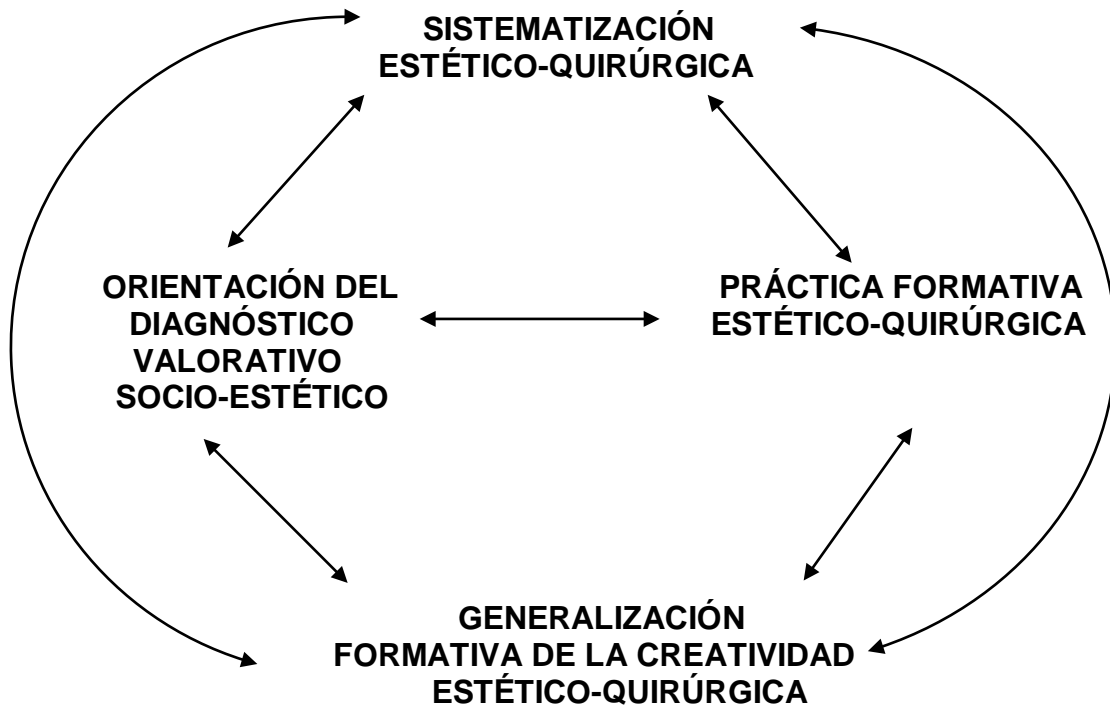 SISTEMATIZACIÓN
ESTÉTICO-QUIRÚRGICA
ORIENTACIÓN DEL
DIAGNÓSTICO
VALORATIVO
SOCIO-ESTÉTICO
PRÁCTICA FORMATIVA
ESTÉTICO-QUIRÚRGICA
GENERALIZACIÓN
FORMATIVA DE LA CREATIVIDAD
ESTÉTICO-QUIRÚRGICA